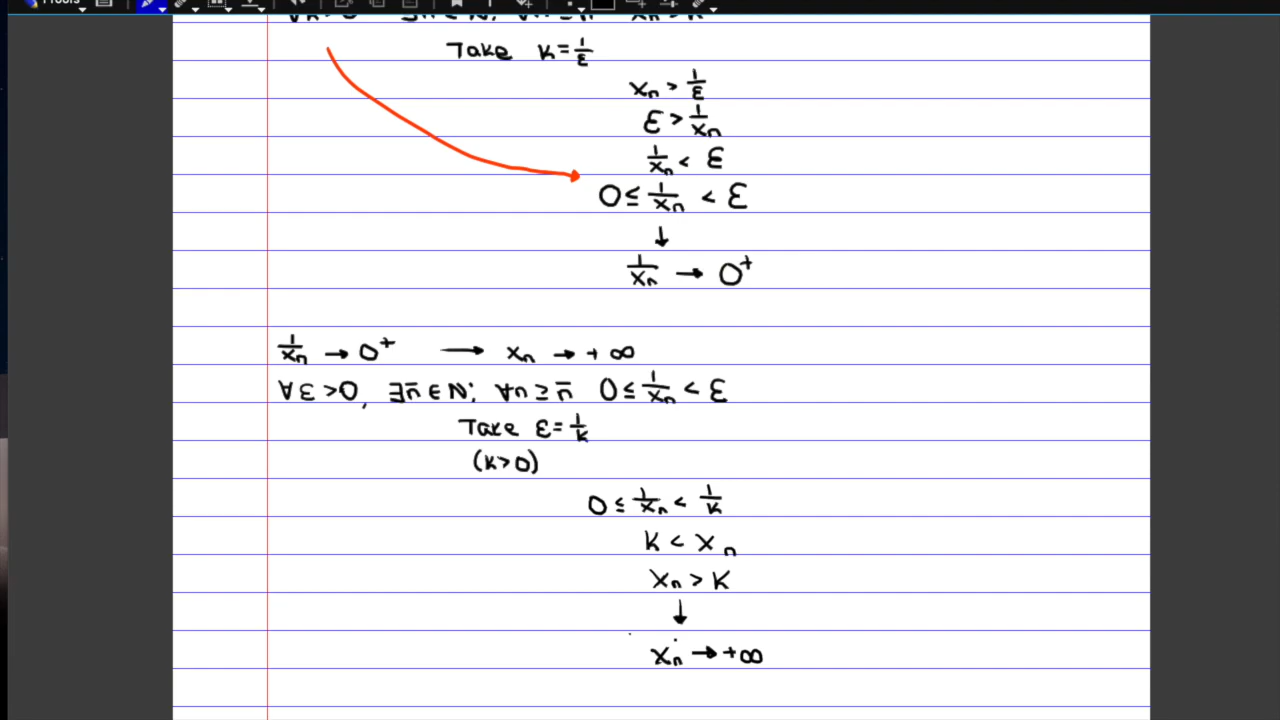 Proofs
Take K = 1/ε
xₙ > 1/ε
ε > 1/xₙ
1/xₙ < ε
0 ≤ 1/xₙ < ε
↓
1/xₙ → 0⁺
1/xₙ → 0⁺ ⟶ xₙ → +∞
∀ε>0, ∃n̅ ∈ N; ∀n ≥ n̅ 0 ≤ 1/xₙ < ε
Take ε = 1/K
(K>0)
0 ≤ 1/xₙ < 1/K
K < xₙ
xₙ > K
↓
xₙ → +∞